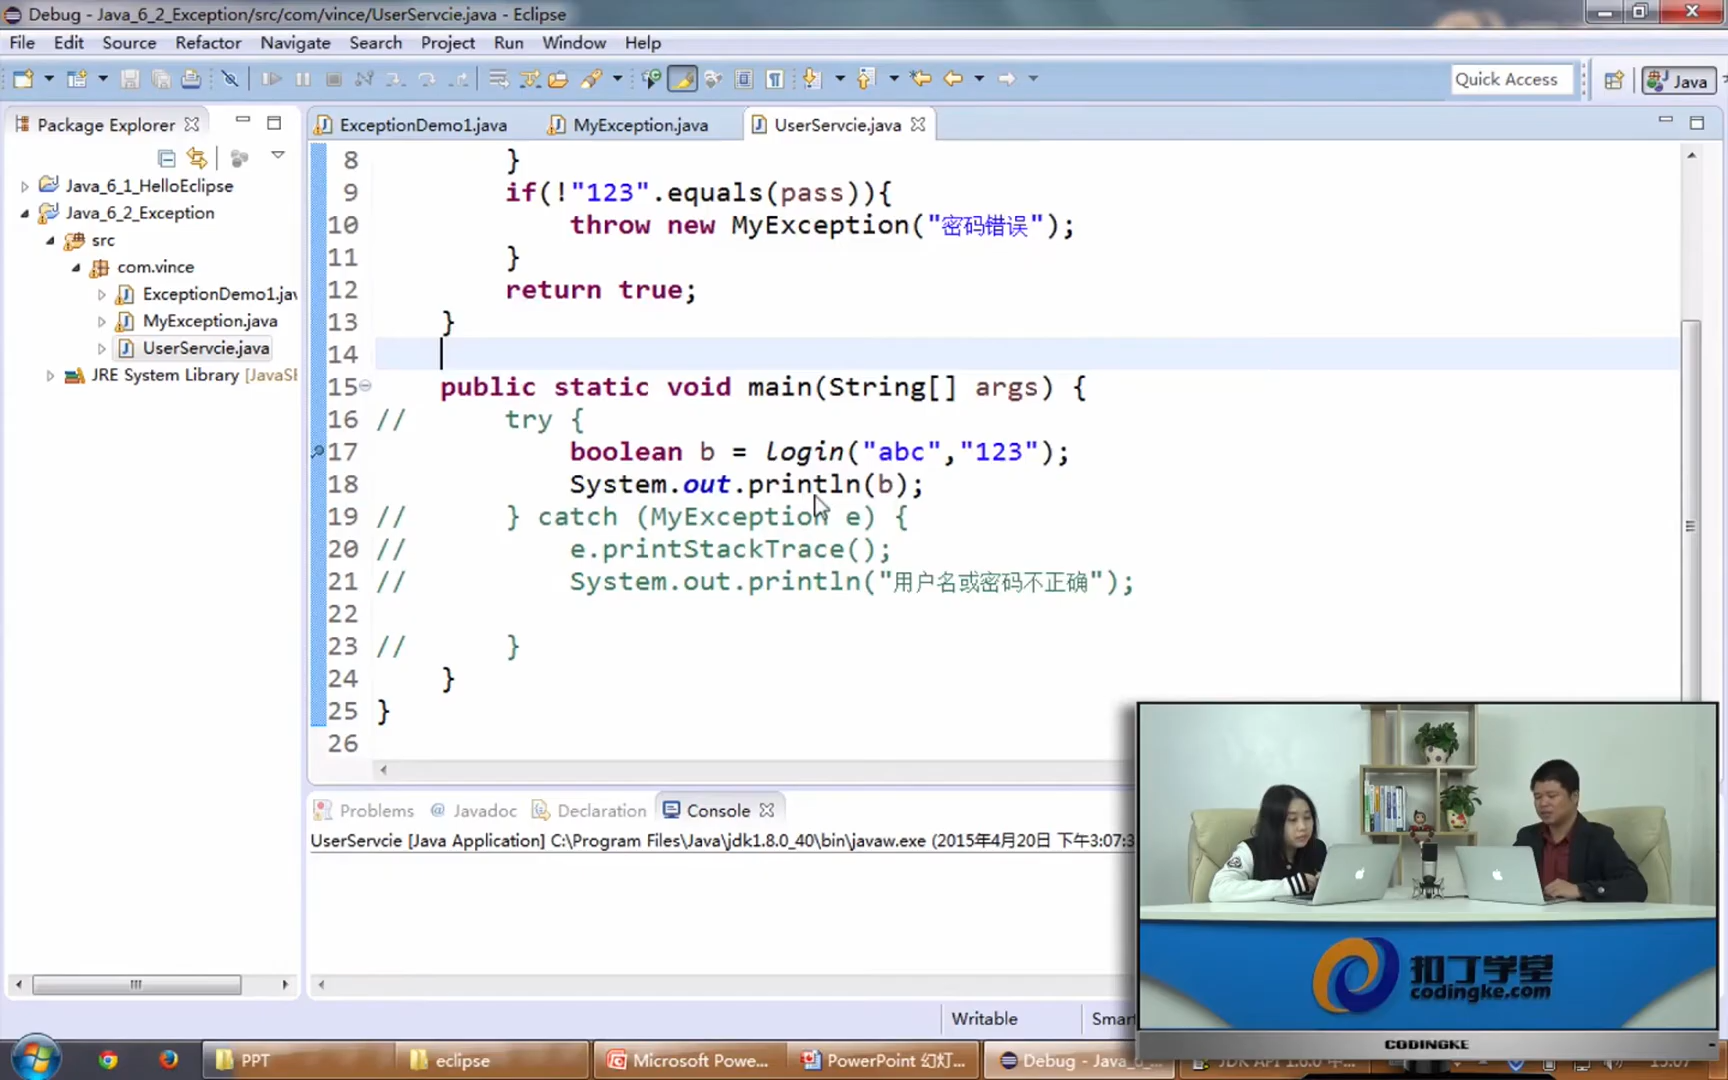 Debug - Java_6_2_Exception/src/com/vince/UserServcie.java - Eclipse
File Edit Source Refactor Navigate Search Project Run Window Help
Quick Access
Java
Package Explorer
ExceptionDemo1.java
MyException.java
UserServcie.java
Java_6_1_HelloEclipse
Java_6_2_Exception
src
com.vince
ExceptionDemo1.jav
MyException.java
UserServcie.java
JRE System Library [JavaSE
8 }
9 if(!"123".equals(pass)){
10 throw new MyException("密码错误");
11 }
12 return true;
13 }
14
15 public static void main(String[] args) {
16 // try {
17 boolean b = login("abc","123");
18 System.out.println(b);
19 // } catch (MyException e) {
20 // e.printStackTrace();
21 // System.out.println("用户名或密码不正确");
22
23 // }
24 }
25 }
26
Problems @ Javadoc Declaration Console
UserServcie [Java Application] C:\Program Files\Java\jdk1.8.0_40\bin\javaw.exe (2015年4月20日 下午3:07:3
扣丁学堂
codingke.com
CODINGKE
Writable Smar
PPT
eclipse
Microsoft Powe...
PowerPoint 幻灯...
Debug - Java_6_...